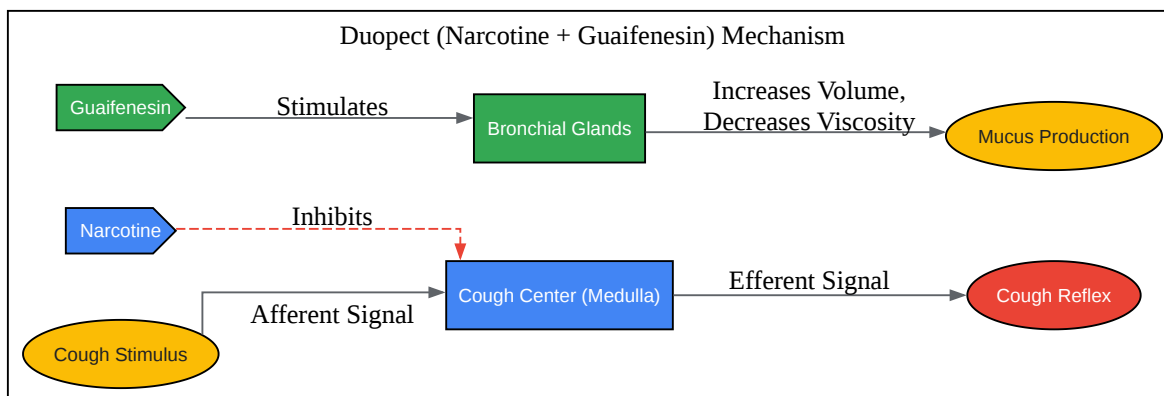 Duopect (Narcotine + Guaifenesin) Mechanism
Guaifenesin
Stimulates
Bronchial Glands
Increases Volume,
Decreases Viscosity
Mucus Production
Narcotine
Inhibits
Cough Center (Medulla)
Efferent Signal
Cough Reflex
Afferent Signal
Cough Stimulus